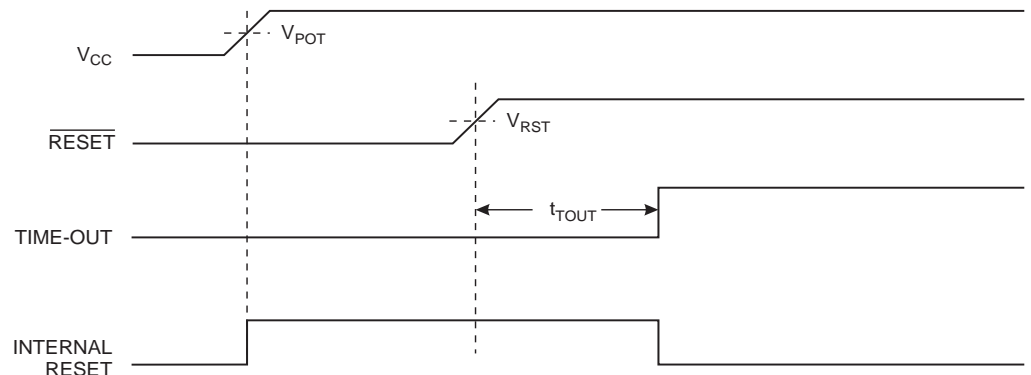 V_POT
V_CC
V_RST
RESET
t_TOUT
TIME-OUT
INTERNAL
RESET